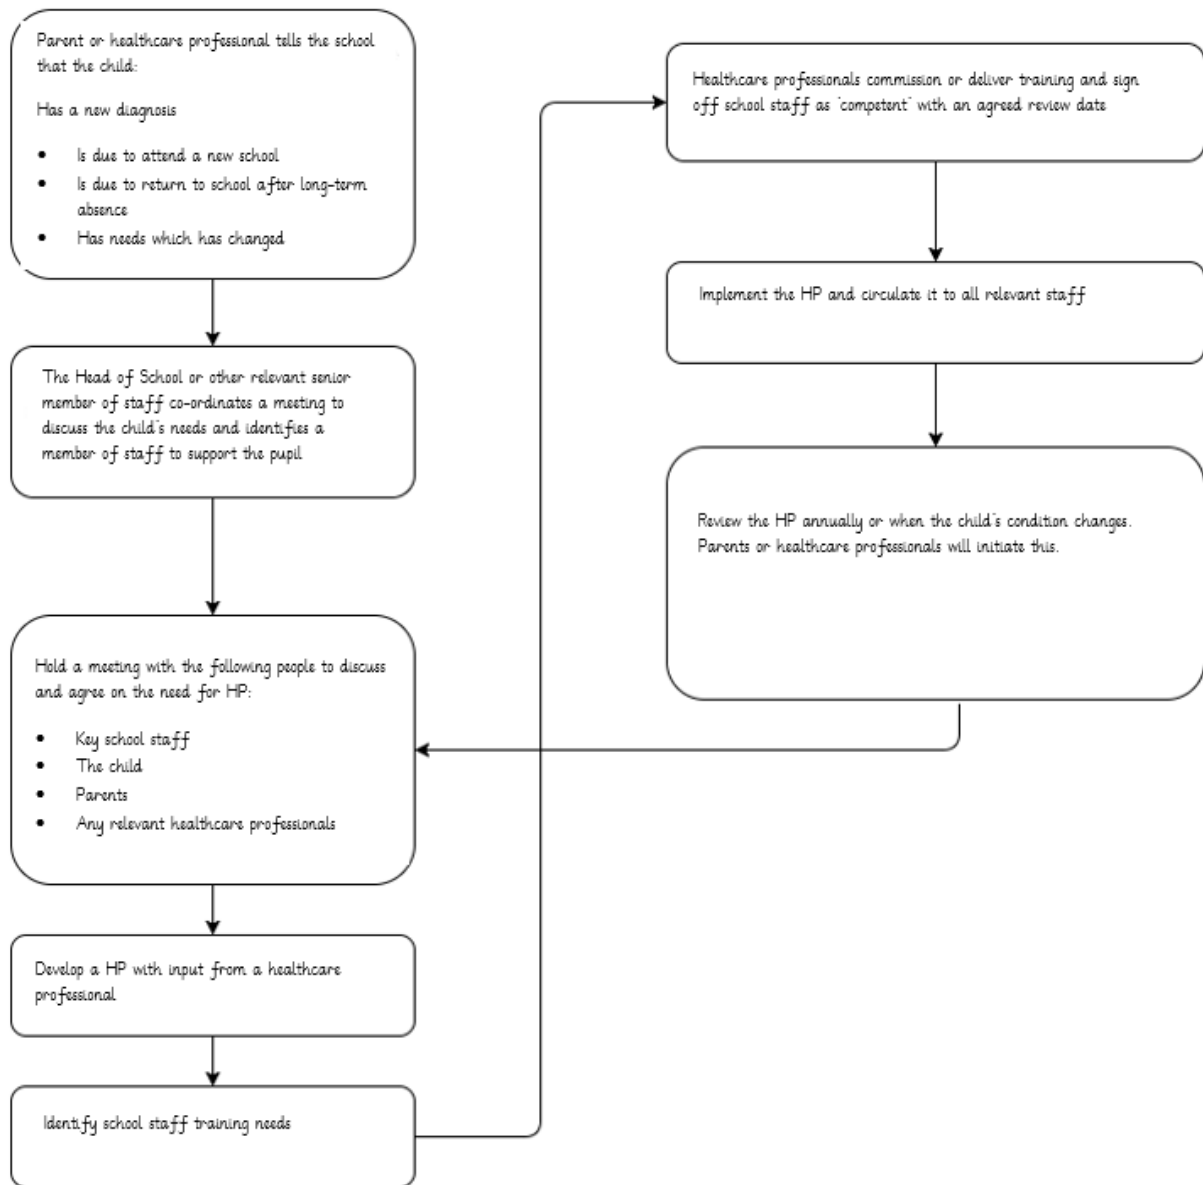 Parent or healthcare professional tells the school
that the child:
Has a new diagnosis
• Is due to attend a new school
• Is due to return to school after long-term
absence
• Has needs which has changed
The Head of School or other relevant senior
member of staff co-ordinates a meeting to
discuss the child's needs and identifies a
member of staff to support the pupil
Hold a meeting with the following people to discuss
and agree on the need for HP:
• Key school staff
• The child
• Parents
• Any relevant healthcare professionals
Develop a HP with input from a healthcare
professional
Identify school staff training needs
Healthcare professionals commission or deliver training and sign
off school staff as "competent" with an agreed review date
Implement the HP and circulate it to all relevant staff
Review the HP annually or when the child's condition changes.
Parents or healthcare professionals will initiate this.